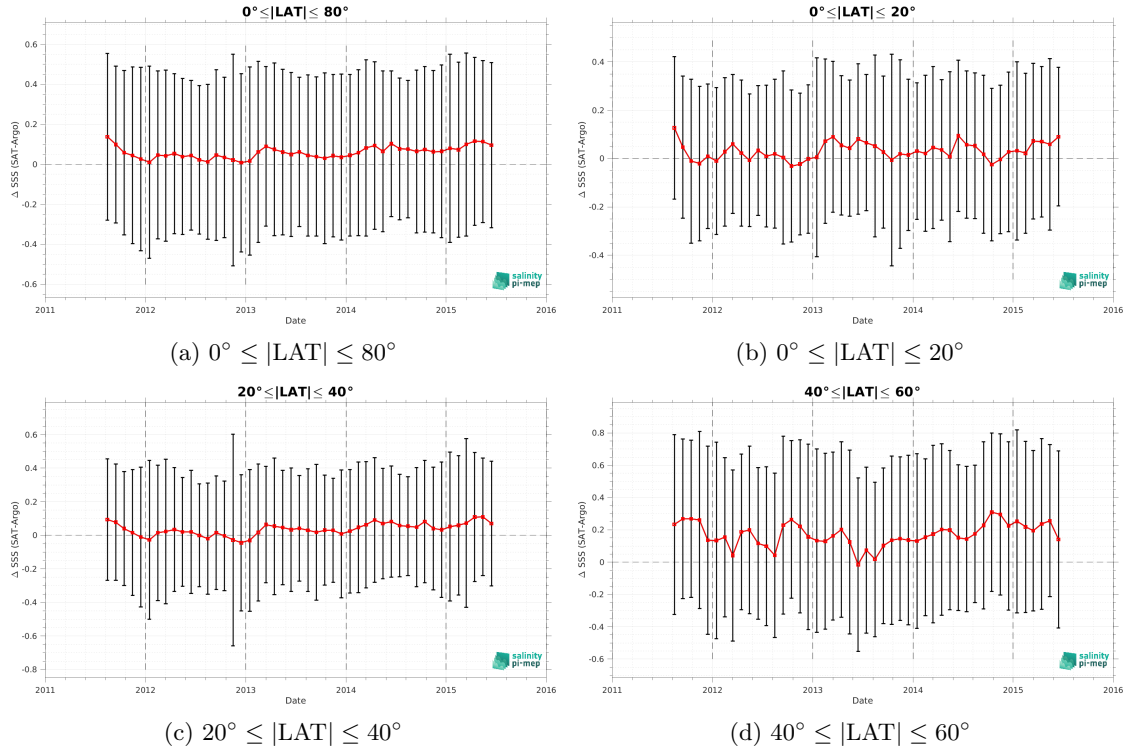 0°≤|LAT|≤ 80°
Δ SSS (SAT-Argo)
0.6
0.4
0.2
0
-0.2
-0.4
-0.6
2011
2012
2013
2014
2015
2016
Date
salinity
pi-mep
(a) 0° ≤ |LAT| ≤ 80°
0°≤|LAT|≤ 20°
Δ SSS (SAT-Argo)
0.4
0.2
0
-0.2
-0.4
2011
2012
2013
2014
2015
2016
Date
salinity
pi-mep
(b) 0° ≤ |LAT| ≤ 20°
20°≤|LAT|≤ 40°
Δ SSS (SAT-Argo)
0.6
0.4
0.2
0
-0.2
-0.4
-0.6
-0.8
2011
2012
2013
2014
2015
2016
Date
salinity
pi-mep
(c) 20° ≤ |LAT| ≤ 40°
40°≤|LAT|≤ 60°
Δ SSS (SAT-Argo)
0.8
0.6
0.4
0.2
0
-0.2
-0.4
-0.6
2011
2012
2013
2014
2015
2016
Date
salinity
pi-mep
(d) 40° ≤ |LAT| ≤ 60°